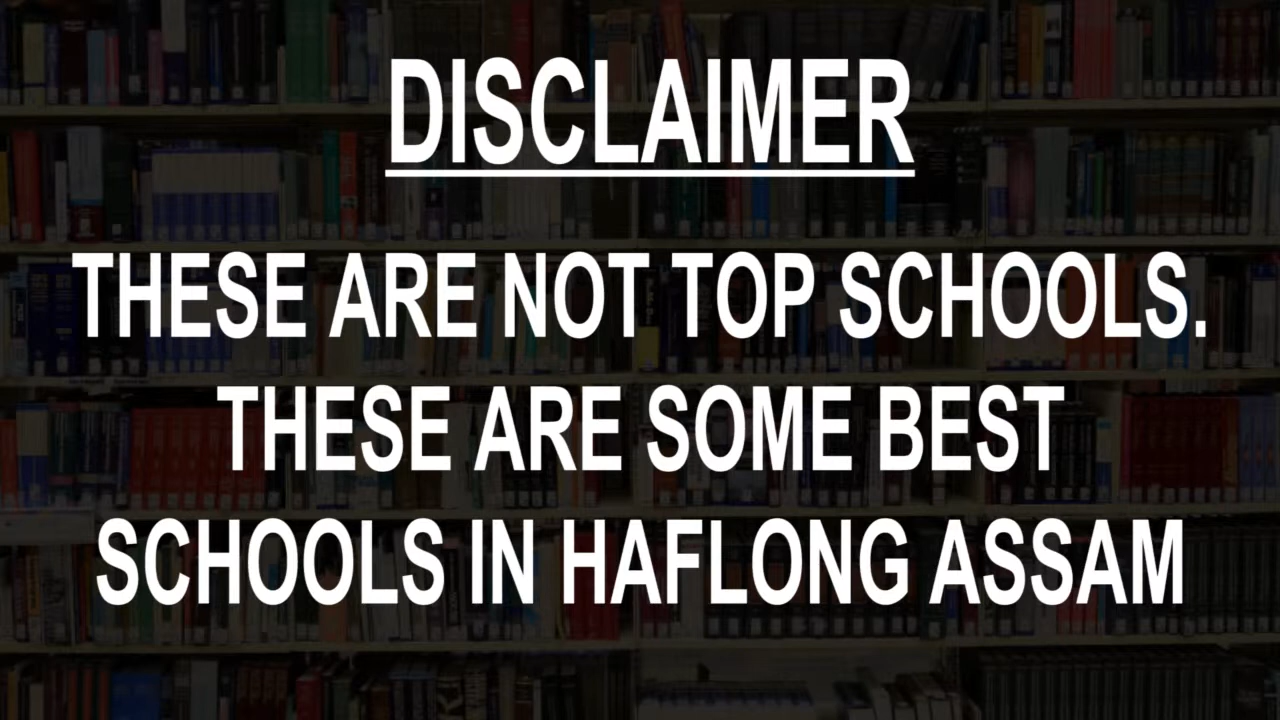 DISCLAIMER
THESE ARE NOT TOP SCHOOLS.
THESE ARE SOME BEST
SCHOOLS IN HAFLONG ASSAM